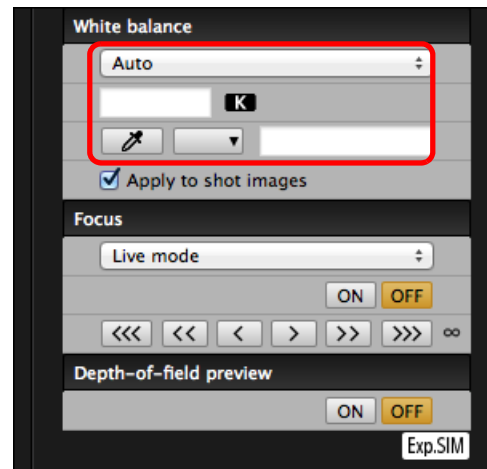 White balance
Auto
K
Apply to shot images
Focus
Live mode
ON OFF
<<< << < > >> >>> ∞
Depth-of-field preview
ON OFF
Exp.SIM